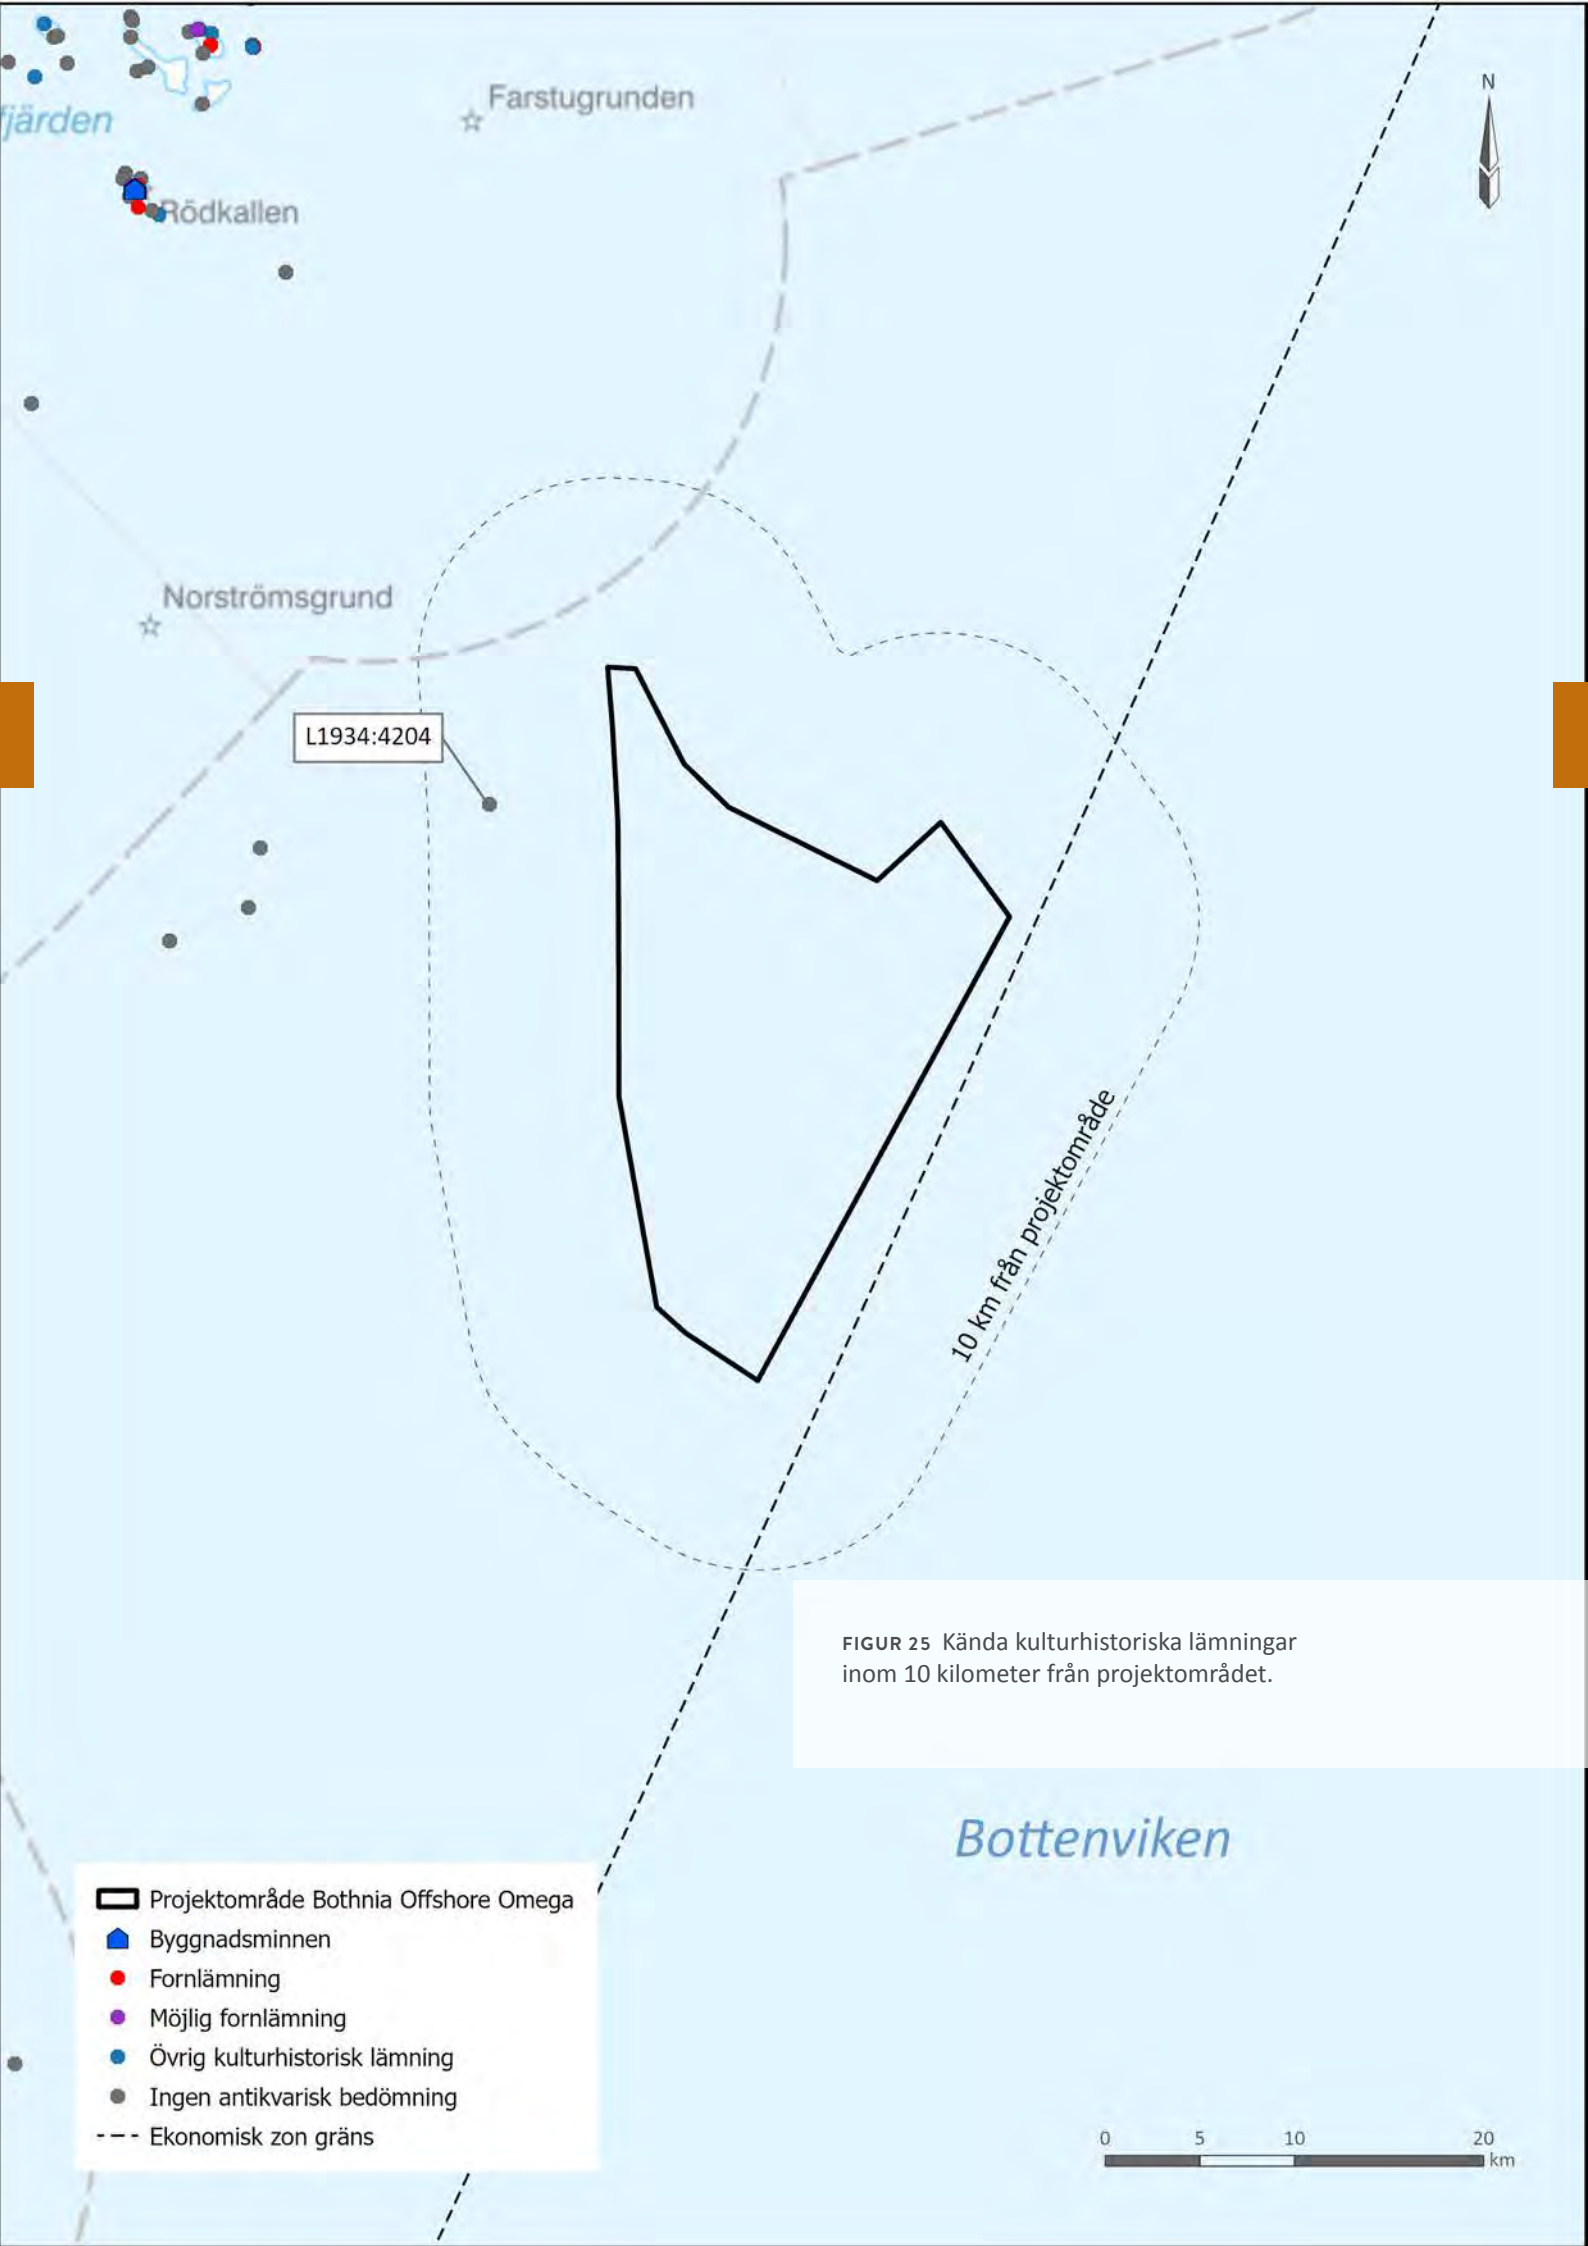 N
Farstugrunden
fjärden
Rödkallen
Norströmsgrund
L1934:4204
10 km från projektområde
FIGUR 25 Kända kulturhistoriska lämningar
inom 10 kilometer från projektområdet.
Bottenviken
Projektområde Bothnia Offshore Omega
Byggnadsminnen
Fornlämning
Möjlig fornlämning
Övrig kulturhistorisk lämning
Ingen antikvarisk bedömning
Ekonomisk zon gräns
0 5 10 20
km